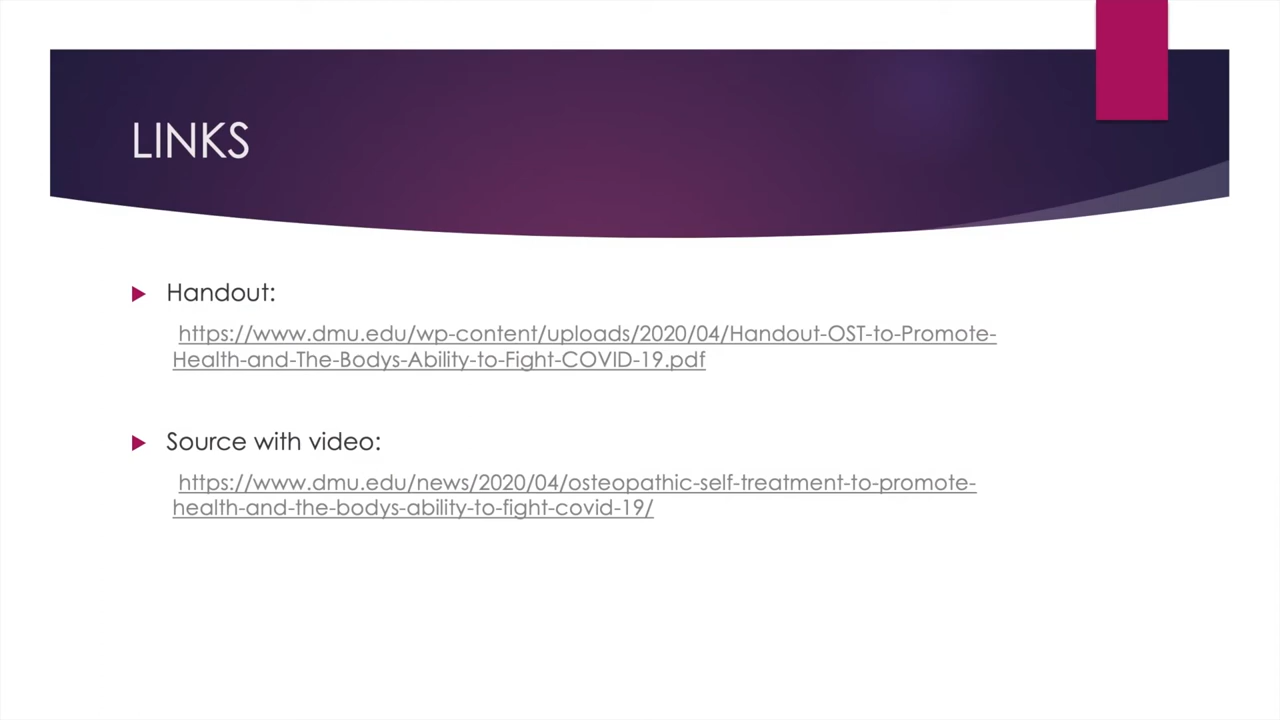 LINKS
Handout:
https://www.dmu.edu/wp-content/uploads/2020/04/Handout-OST-to-Promote-
Health-and-The-Bodys-Ability-to-Fight-COVID-19.pdf
Source with video:
https://www.dmu.edu/news/2020/04/osteopathic-self-treatment-to-promote-
health-and-the-bodys-ability-to-fight-covid-19/